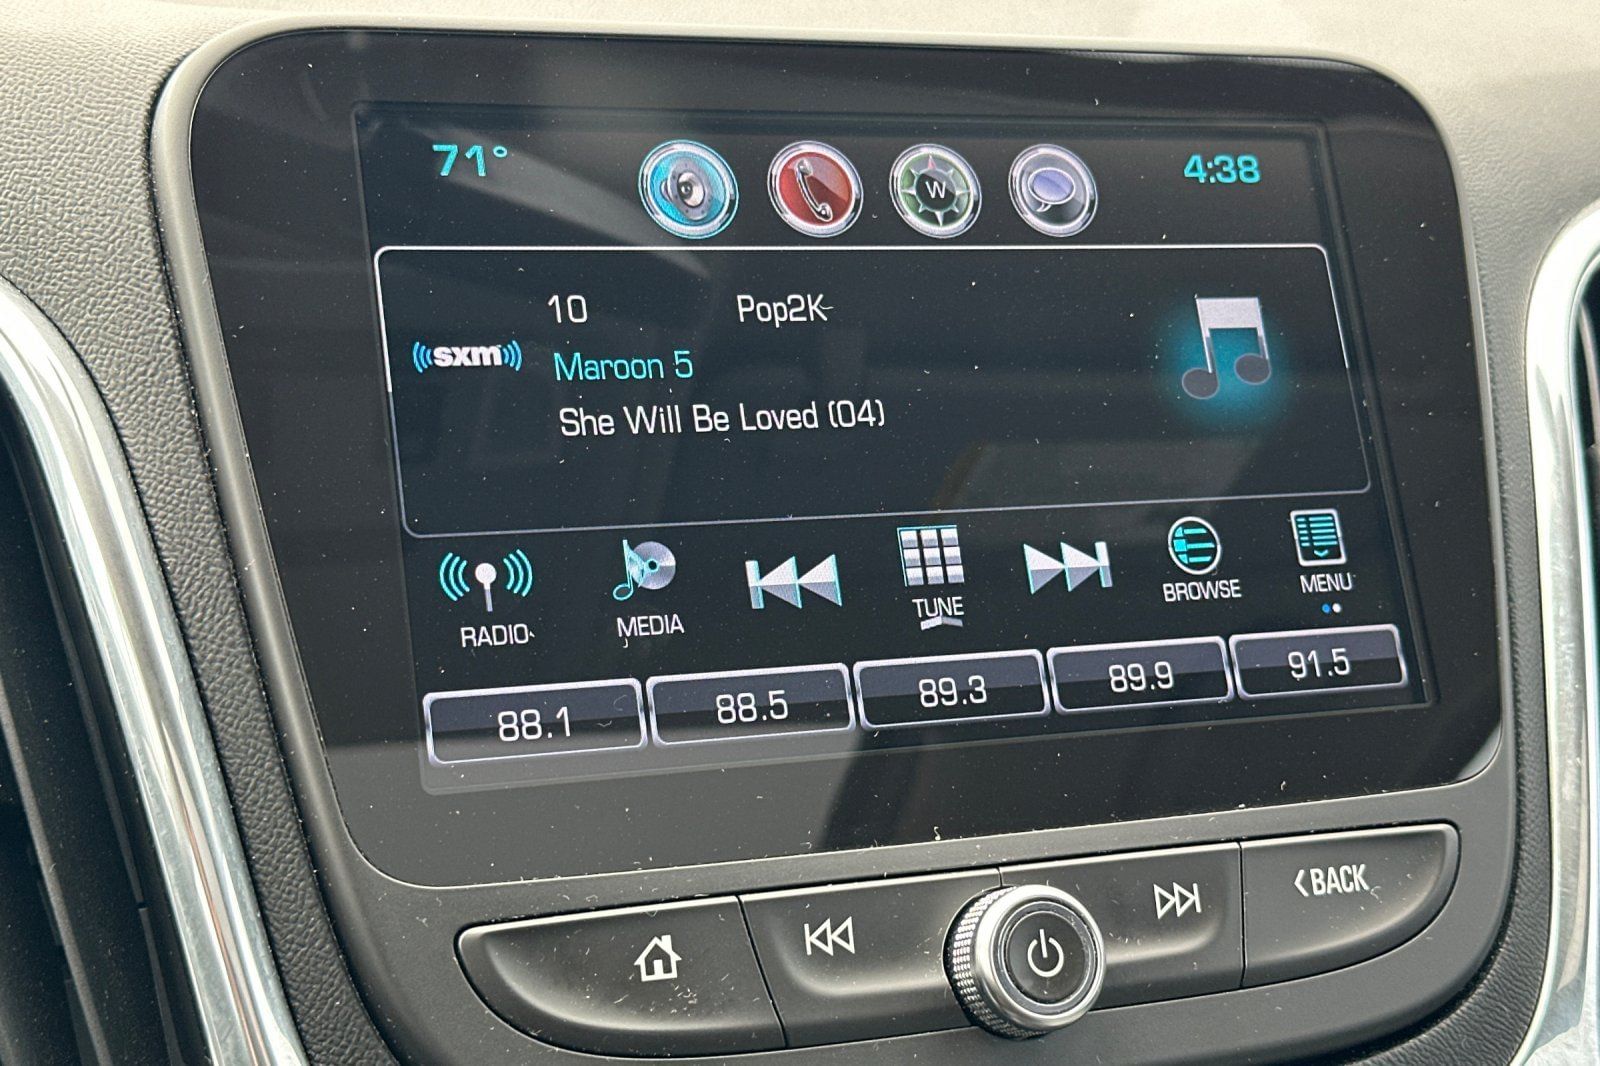 71° W 4:38
10 Pop2K
((sxm))
Maroon 5
She Will Be Loved (04)
RADIO MEDIA TUNE BROWSE MENU
88.1 88.5 89.3 89.9 91.5
<BACK